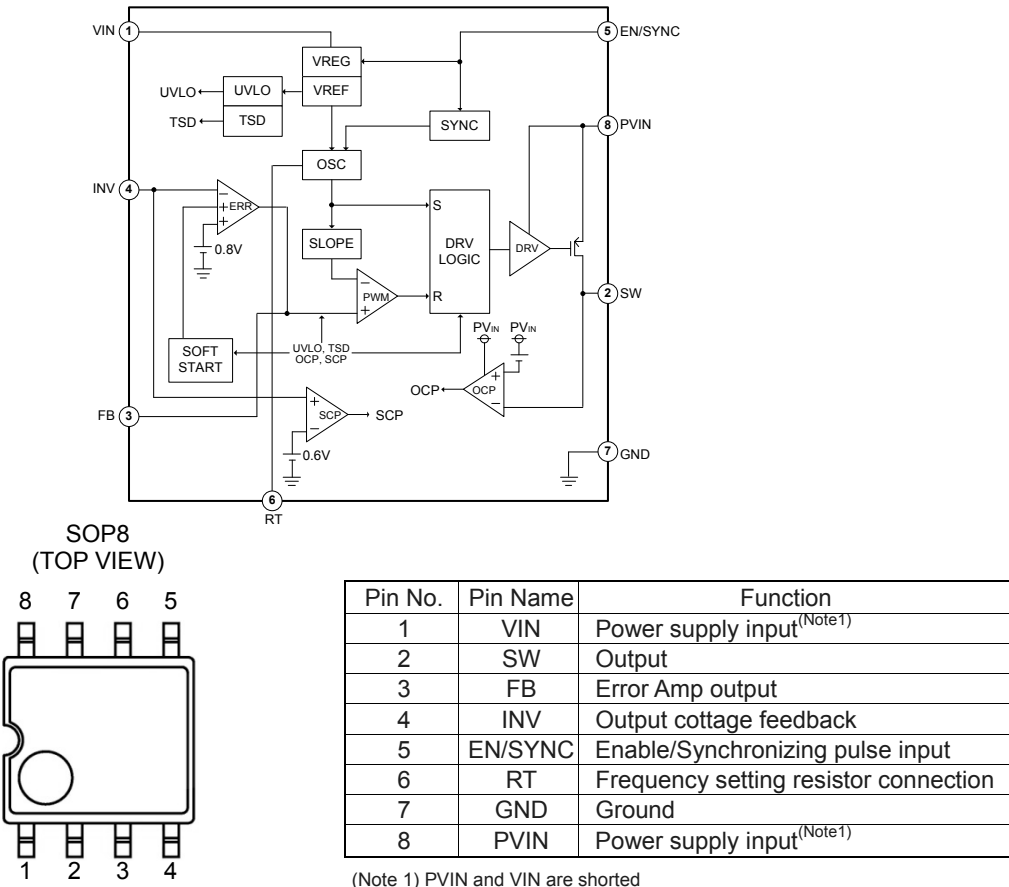 VIN 1
5 EN/SYNC
VREG
UVLO UVLO VREF
TSD TSD
SYNC
8 PVIN
OSC
INV 4
−
+ ERR
+
S
0.8V
SLOPE
DRV
LOGIC
DRV
−
PWM
+
R
2 SW
PVIN PVIN
SOFT
START
UVLO, TSD
OCP, SCP
+
OCP OCP
−
FB 3
+
SCP SCP
−
0.6V
7 GND
6
RT
SOP8
(TOP VIEW)
8 7 6 5
1 2 3 4
Pin No. Pin Name Function
1 VIN Power supply input(Note1)
2 SW Output
3 FB Error Amp output
4 INV Output cottage feedback
5 EN/SYNC Enable/Synchronizing pulse input
6 RT Frequency setting resistor connection
7 GND Ground
8 PVIN Power supply input(Note1)
(Note 1) PVIN and VIN are shorted